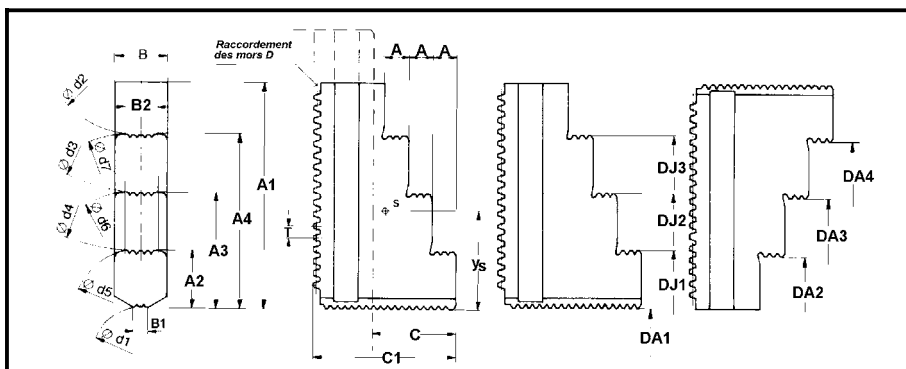 Raccordement
des mors D
B
B2
Ø d2
Ø d3
Ø d7
Ø d4
Ø d6
Ø d5
Ø d1
B1
A2
A3
A4
A1
T
A A A
s
ys
C
C1
DJ3
DJ2
DJ1
DA1
DA4
DA3
DA2